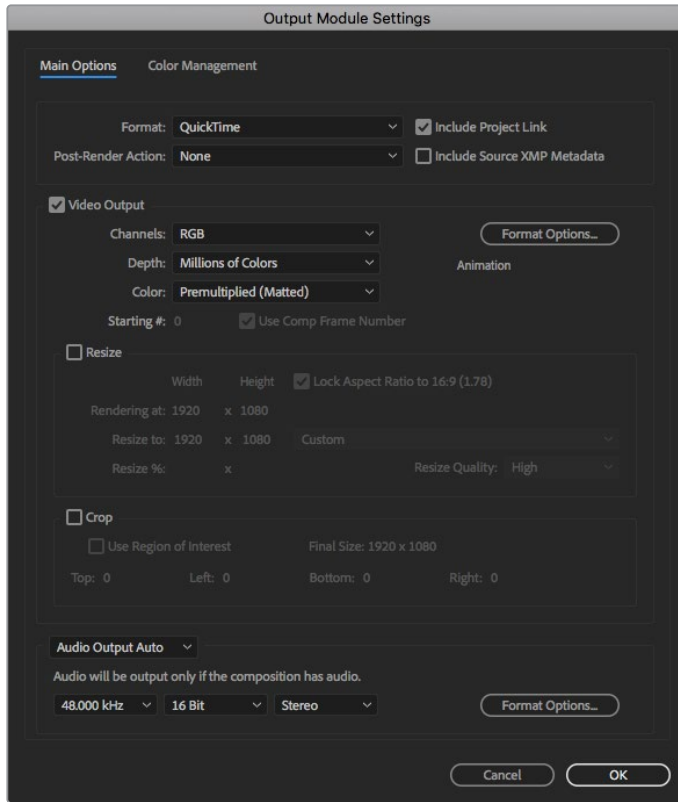 Output Module Settings
Main Options Color Management
Format: QuickTime Include Project Link
Post-Render Action: None Include Source XMP Metadata
Video Output
Channels: RGB Format Options...
Depth: Millions of Colors Animation
Color: Premultiplied (Matted)
Starting #: 0 Use Comp Frame Number
Resize
Width Height Lock Aspect Ratio to 16:9 (1.78)
Rendering at: 1920 x 1080
Resize to: 1920 x 1080 Custom
Resize %: x Resize Quality: High
Crop
Use Region of Interest Final Size: 1920 x 1080
Top: 0 Left: 0 Bottom: 0 Right: 0
Audio Output Auto
Audio will be output only if the composition has audio.
48.000 kHz 16 Bit Stereo Format Options...
Cancel OK